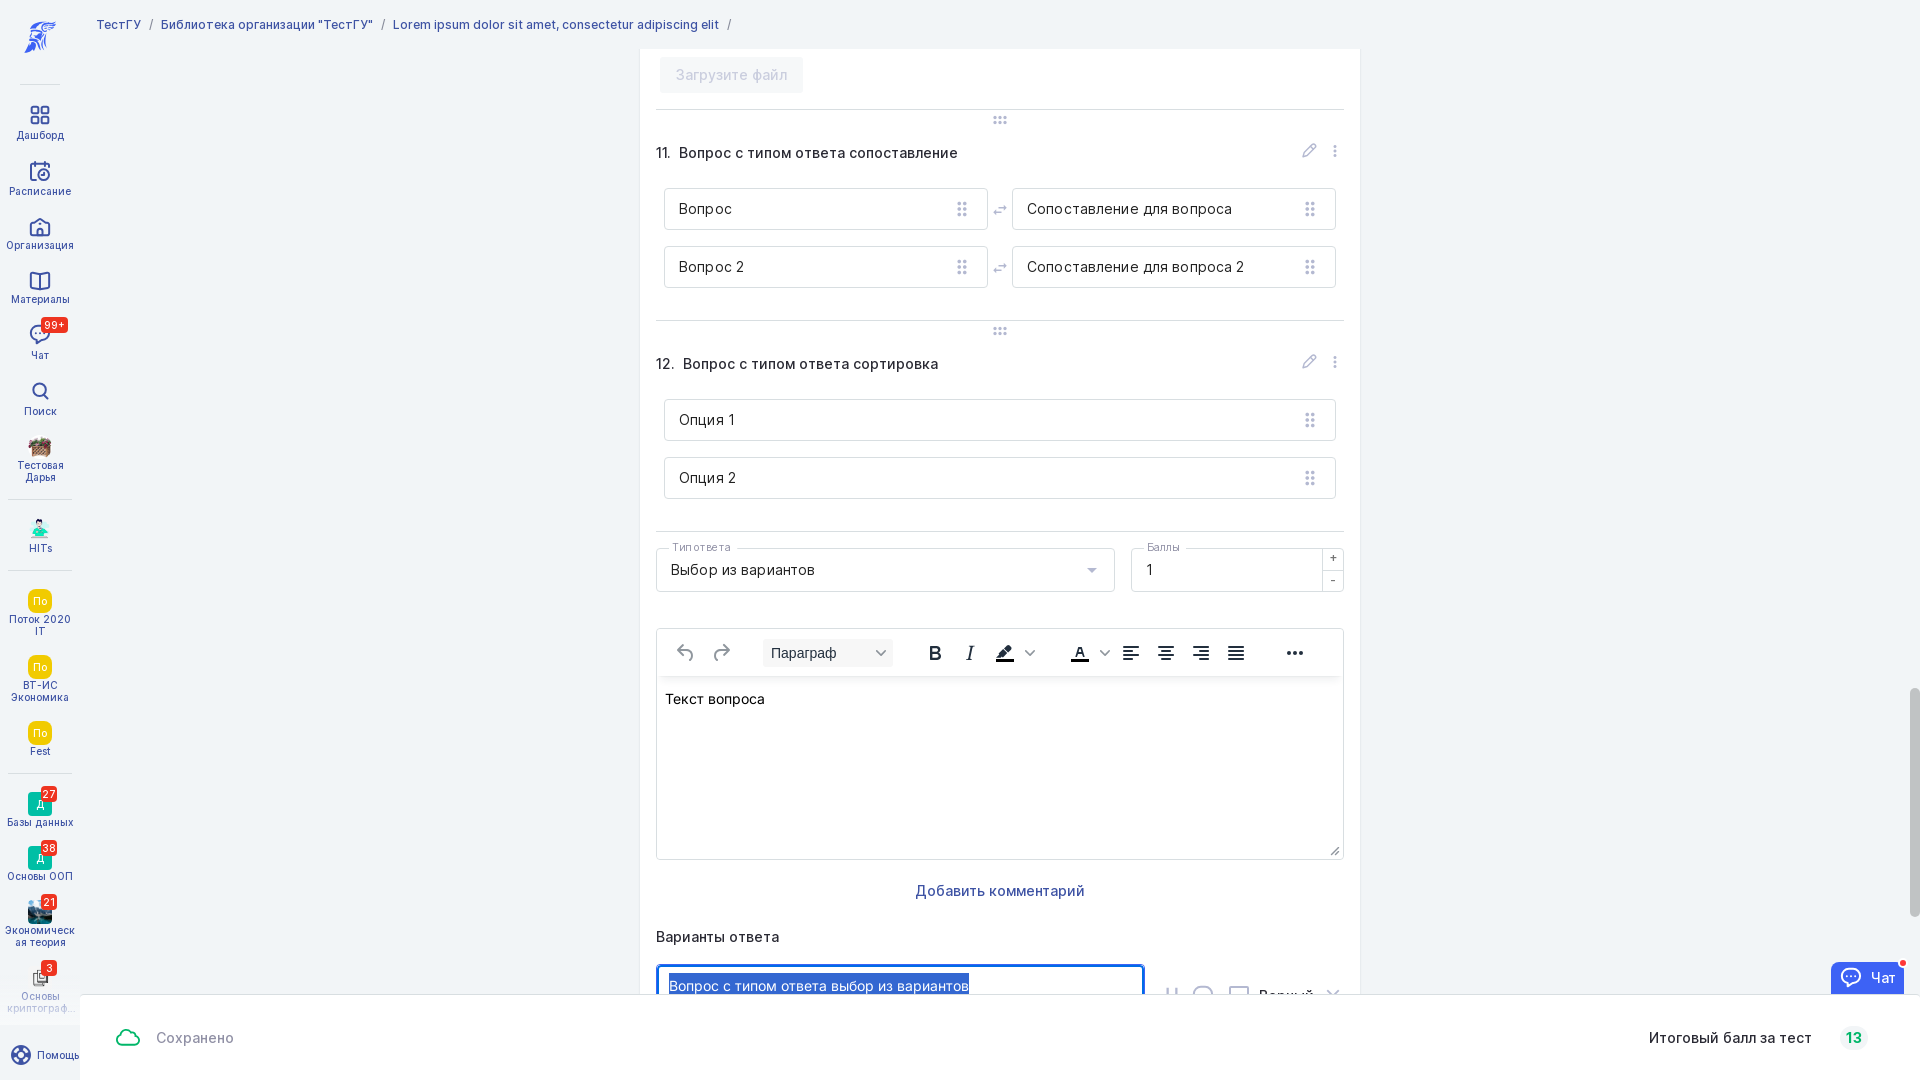 ТестГУ / Библиотека организации "ТестГУ" / Lorem ipsum dolor sit amet, consectetur adipiscing elit /
Дашборд
Расписание
Организация
Материалы
99+
Чат
Поиск
Тестовая
Дарья
HITs
По
Поток 2020
IT
По
ВТ-ИС
Экономика
По
Fest
27
Д
Базы данных
38
Д
Основы ООП
21
Экономическ
ая теория
3
Основы
криптограф...
Помощь
Загрузите файл
11. Вопрос с типом ответа сопоставление
Вопрос
Сопоставление для вопроса
Вопрос 2
Сопоставление для вопроса 2
12. Вопрос с типом ответа сортировка
Опция 1
Опция 2
Тип ответа
Выбор из вариантов
Баллы
1
+
-
Параграф
B I A
Текст вопроса
Добавить комментарий
Варианты ответа
Вопрос с типом ответа выбор из вариантов
Верный
Чат
Сохранено
Итоговый балл за тест 13